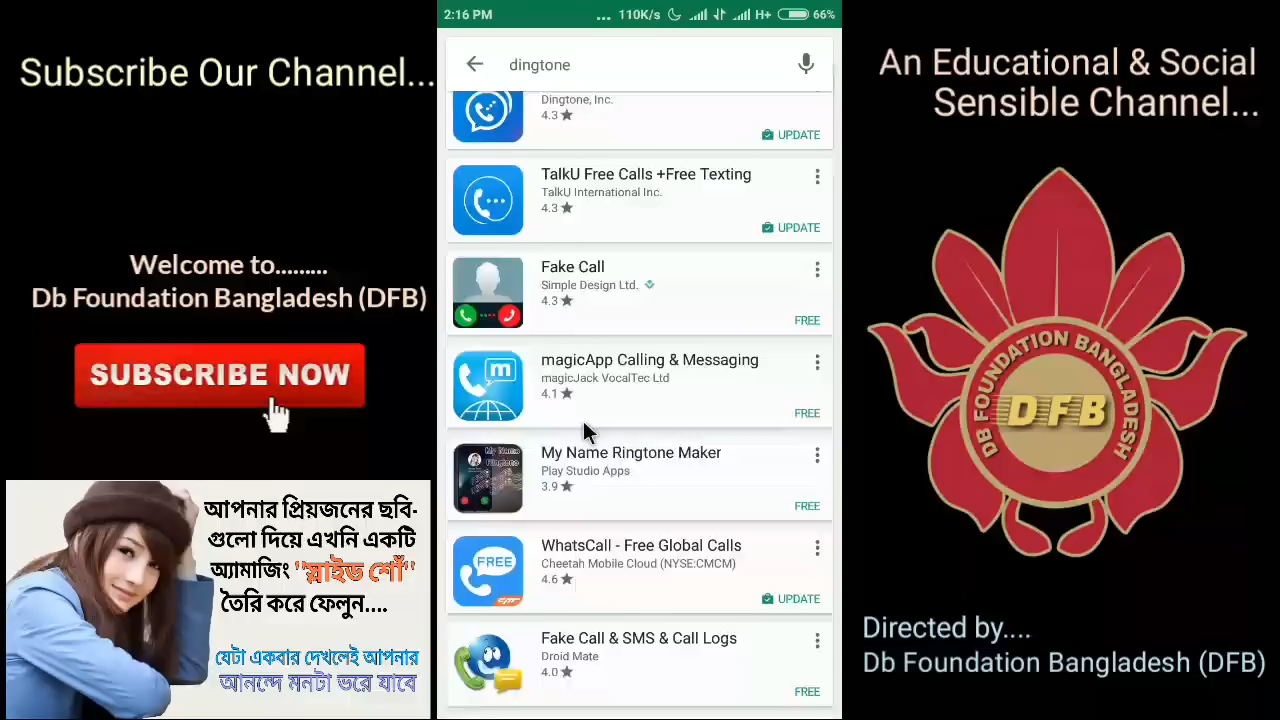 Subscribe Our Channel...
Welcome to.........
Db Foundation Bangladesh (DFB)
SUBSCRIBE NOW
আপনার প্রিয়জনের ছবি-
গুলো দিয়ে এখনি একটি
অ্যামাজিং "স্লাইড শোঁ"
তৈরি করে ফেলুন....
যেটা একবার দেখলেই আপনার
আনন্দে মনটা ভরে যাবে
2:16 PM
... 110K/s H+ 66%
dingtone
Dingtone, Inc.
4.3
UPDATE
TalkU Free Calls +Free Texting
TalkU International Inc.
4.3
UPDATE
Fake Call
Simple Design Ltd.
4.3
FREE
m
magicApp Calling & Messaging
magicJack VocalTec Ltd
4.1
FREE
My Name Ringtone
My Name Ringtone Maker
Play Studio Apps
3.9
FREE
FREE
WhatsCall - Free Global Calls
Cheetah Mobile Cloud (NYSE:CMCM)
4.6
UPDATE
Fake Call & SMS & Call Logs
Droid Mate
4.0
FREE
An Educational & Social
Sensible Channel...
DB FOUNDATION BANGLADESH
DFB
Directed by....
Db Foundation Bangladesh (DFB)